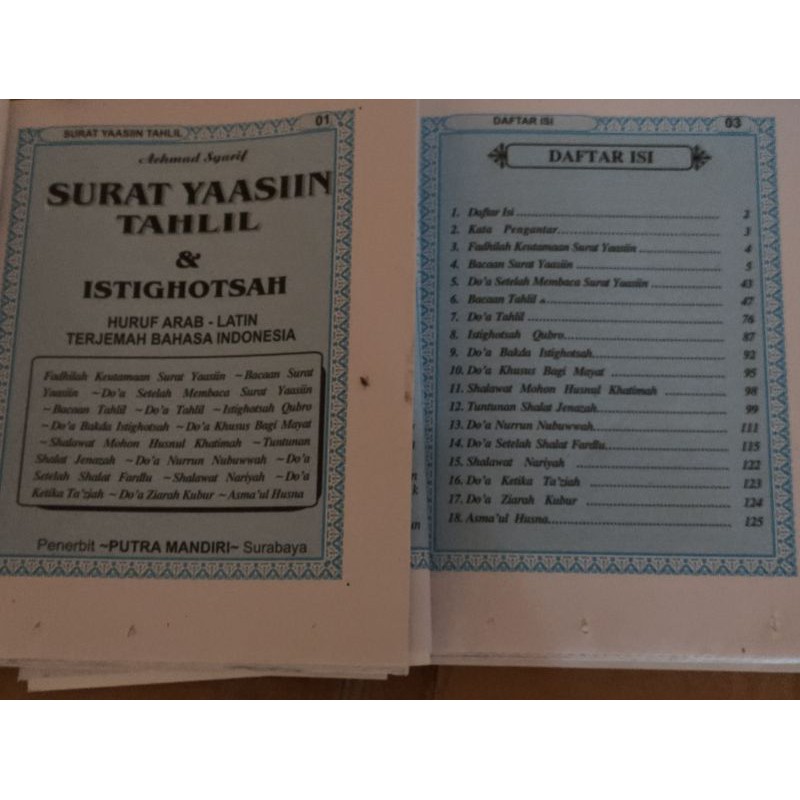 SURAT YAASIIN TAHLIL 01
Achmad Syarif
SURAT YAASIIN
TAHLIL
&
ISTIGHOTSAH
HURUF ARAB - LATIN
TERJEMAH BAHASA INDONESIA
Fadhilah Keutamaan Surat Yaasiin ~Bacaan Surat
Yaasiin ~Do'a Setelah Membaca Surat Yaasiin
~Bacaan Tahlil ~Do'a Tahlil ~Istighotsah Qubro
~Do'a Bakda Istighotsah ~Do'a Khusus Bagi Mayat
~Shalawat Mohon Husnul Khatimah ~Tuntunan
Shalat Jenazah ~Do'a Nurrun Nubuwwah ~Do'a
Setelah Shalat Fardlu ~Shalawat Nariyah ~Do'a
Ketika Ta'ziah ~Do'a Ziarah Kubur ~Asma'ul Husna
Penerbit ~PUTRA MANDIRI~ Surabaya
DAFTAR ISI 03
DAFTAR ISI
1. Daftar Isi 2
2. Kata Pengantar 3
3. Fadhilah Keutamaan Surat Yaasiin 4
4. Bacaan Surat Yaasiin 5
5. Do'a Setelah Membaca Surat Yaasiin 43
6. Bacaan Tahlil 47
7. Do'a Tahlil 76
8. Istighotsah Qubro 87
9. Do'a Bakda Istighotsah 92
10. Do'a Khusus Bagi Mayat 95
11. Shalawat Mohon Husnul Khatimah 98
12. Tuntunan Shalat Jenazah 99
13. Do'a Nurrun Nubuwwah 111
14. Do'a Setelah Shalat Fardlu 115
15. Shalawat Nariyah 122
16. Do'a Ketika Ta'ziah 123
17. Do'a Ziarah Kubur 124
18. Asma'ul Husna 125